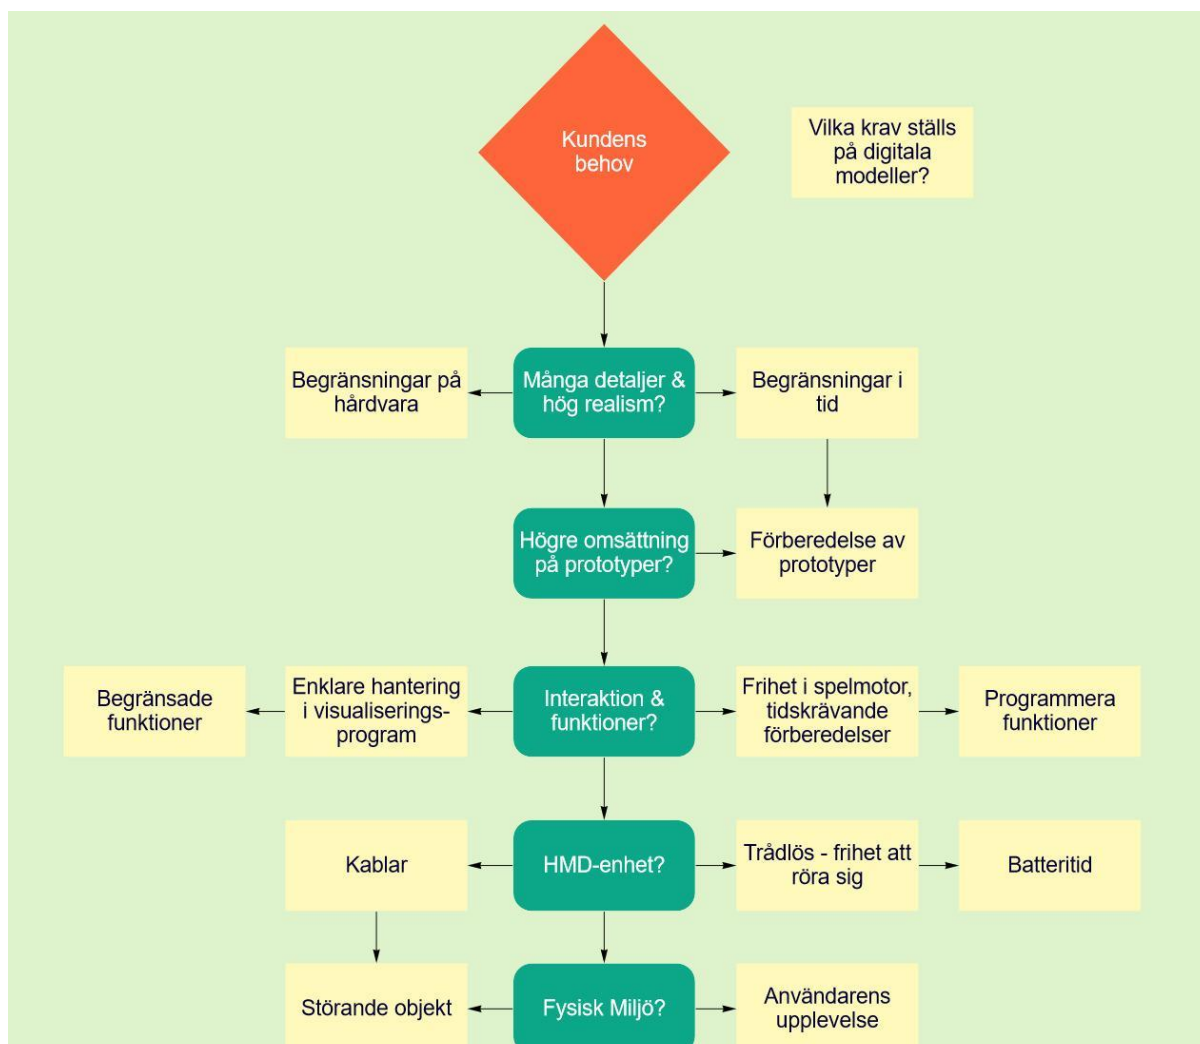 Kundens
behov
Vilka krav ställs
på digitala
modeller?
Begränsningar på
hårdvara
Många detaljer &
hög realism?
Begränsningar i
tid
Högre omsättning
på prototyper?
Förberedelse av
prototyper
Begränsade
funktioner
Enklare hantering
i visualiserings-
program
Interaktion &
funktioner?
Frihet i spelmotor,
tidskrävande
förberedelser
Programmera
funktioner
Kablar
HMD-enhet?
Trådlös - frihet att
röra sig
Batteritid
Störande objekt
Fysisk Miljö?
Användarens
upplevelse